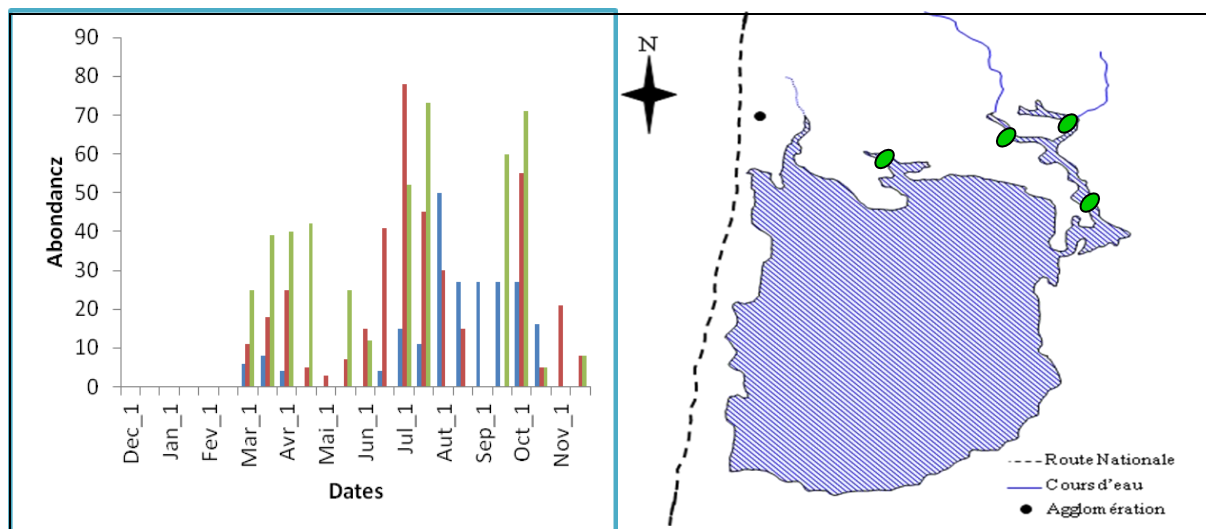 90
80
70
60
50
40
30
20
10
0
Abondancz
Dec_1
Jan_1
Fev_1
Mar_1
Avr_1
Mai_1
Jun_1
Jul_1
Aut_1
Sep_1
Oct_1
Nov_1
Dates
N
Route Nationale
Cours d'eau
Agglomération